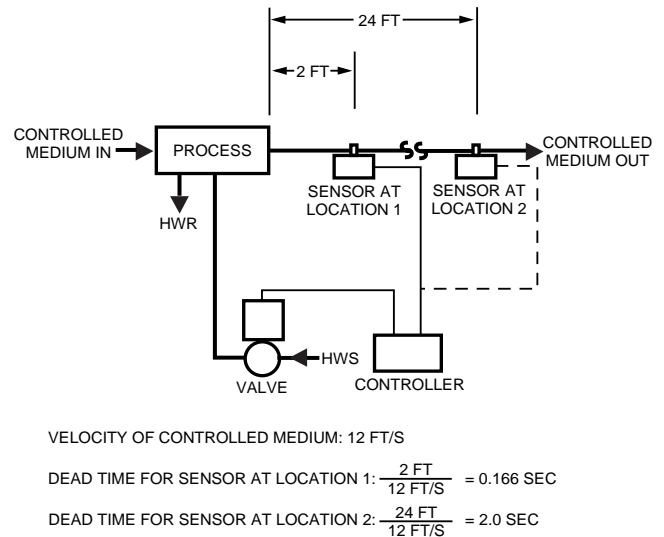 24 FT
2 FT
CONTROLLED
MEDIUM IN
PROCESS
CONTROLLED
MEDIUM OUT
SENSOR AT
LOCATION 1
SENSOR AT
LOCATION 2
HWR
HWS
VALVE
CONTROLLER
VELOCITY OF CONTROLLED MEDIUM: 12 FT/S
DEAD TIME FOR SENSOR AT LOCATION 1: 2 FT
12 FT/S
= 0.166 SEC
DEAD TIME FOR SENSOR AT LOCATION 2: 24 FT
12 FT/S
= 2.0 SEC